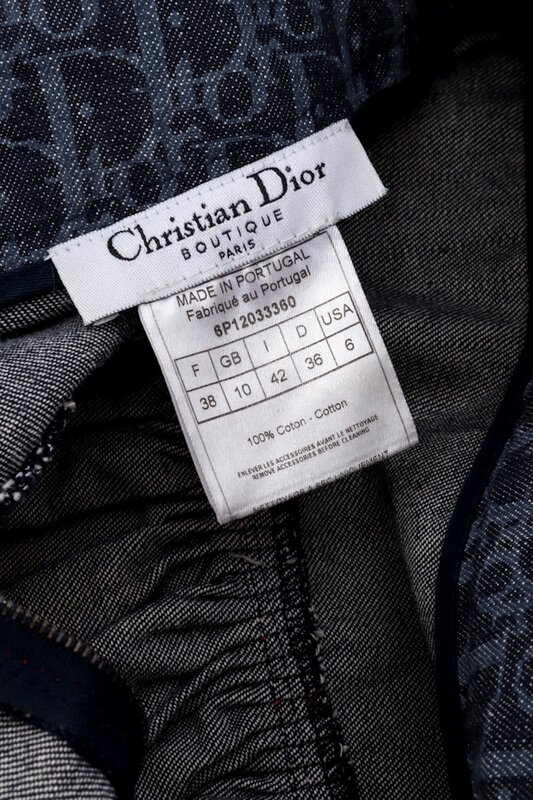 Christian Dior
BOUTIQUE
PARIS
MADE IN PORTUGAL
Fabriqué au Portugal
6P12033360
F GB I D USA
38 10 42 36 6
100% Coton - Cotton
ENLEVER LES ACCESSOIRES AVANT LE NETTOYAGE
REMOVE ACCESSORIES BEFORE CLEANING